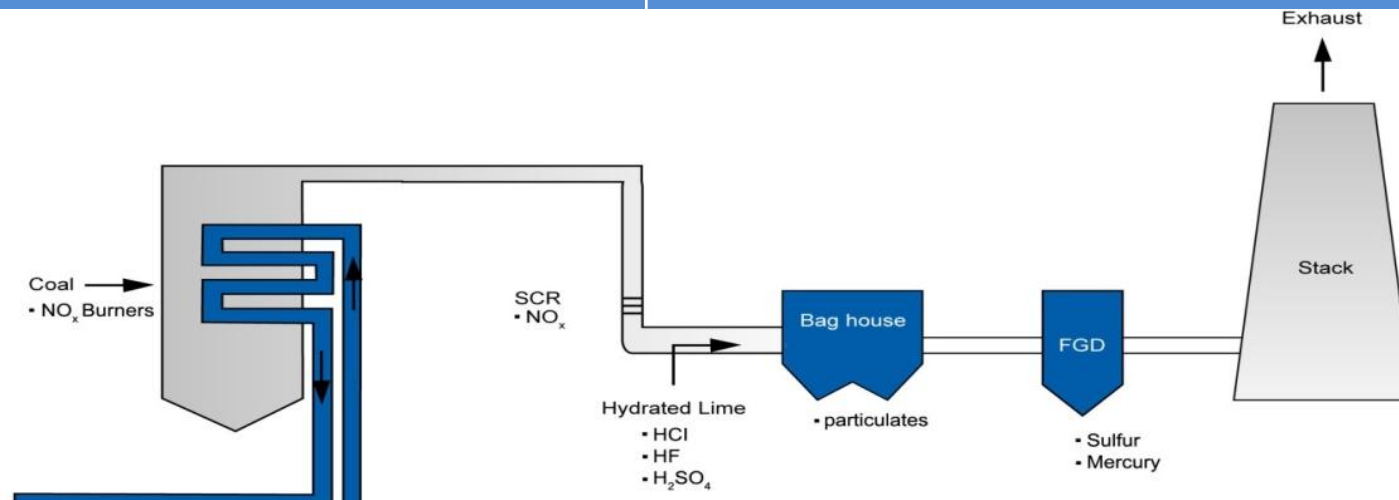 Exhaust
Coal
▪ NOₓ Burners
SCR
▪ NOₓ
Hydrated Lime
▪ HCl
▪ HF
▪ H₂SO₄
Bag house
▪ particulates
FGD
▪ Sulfur
▪ Mercury
Stack